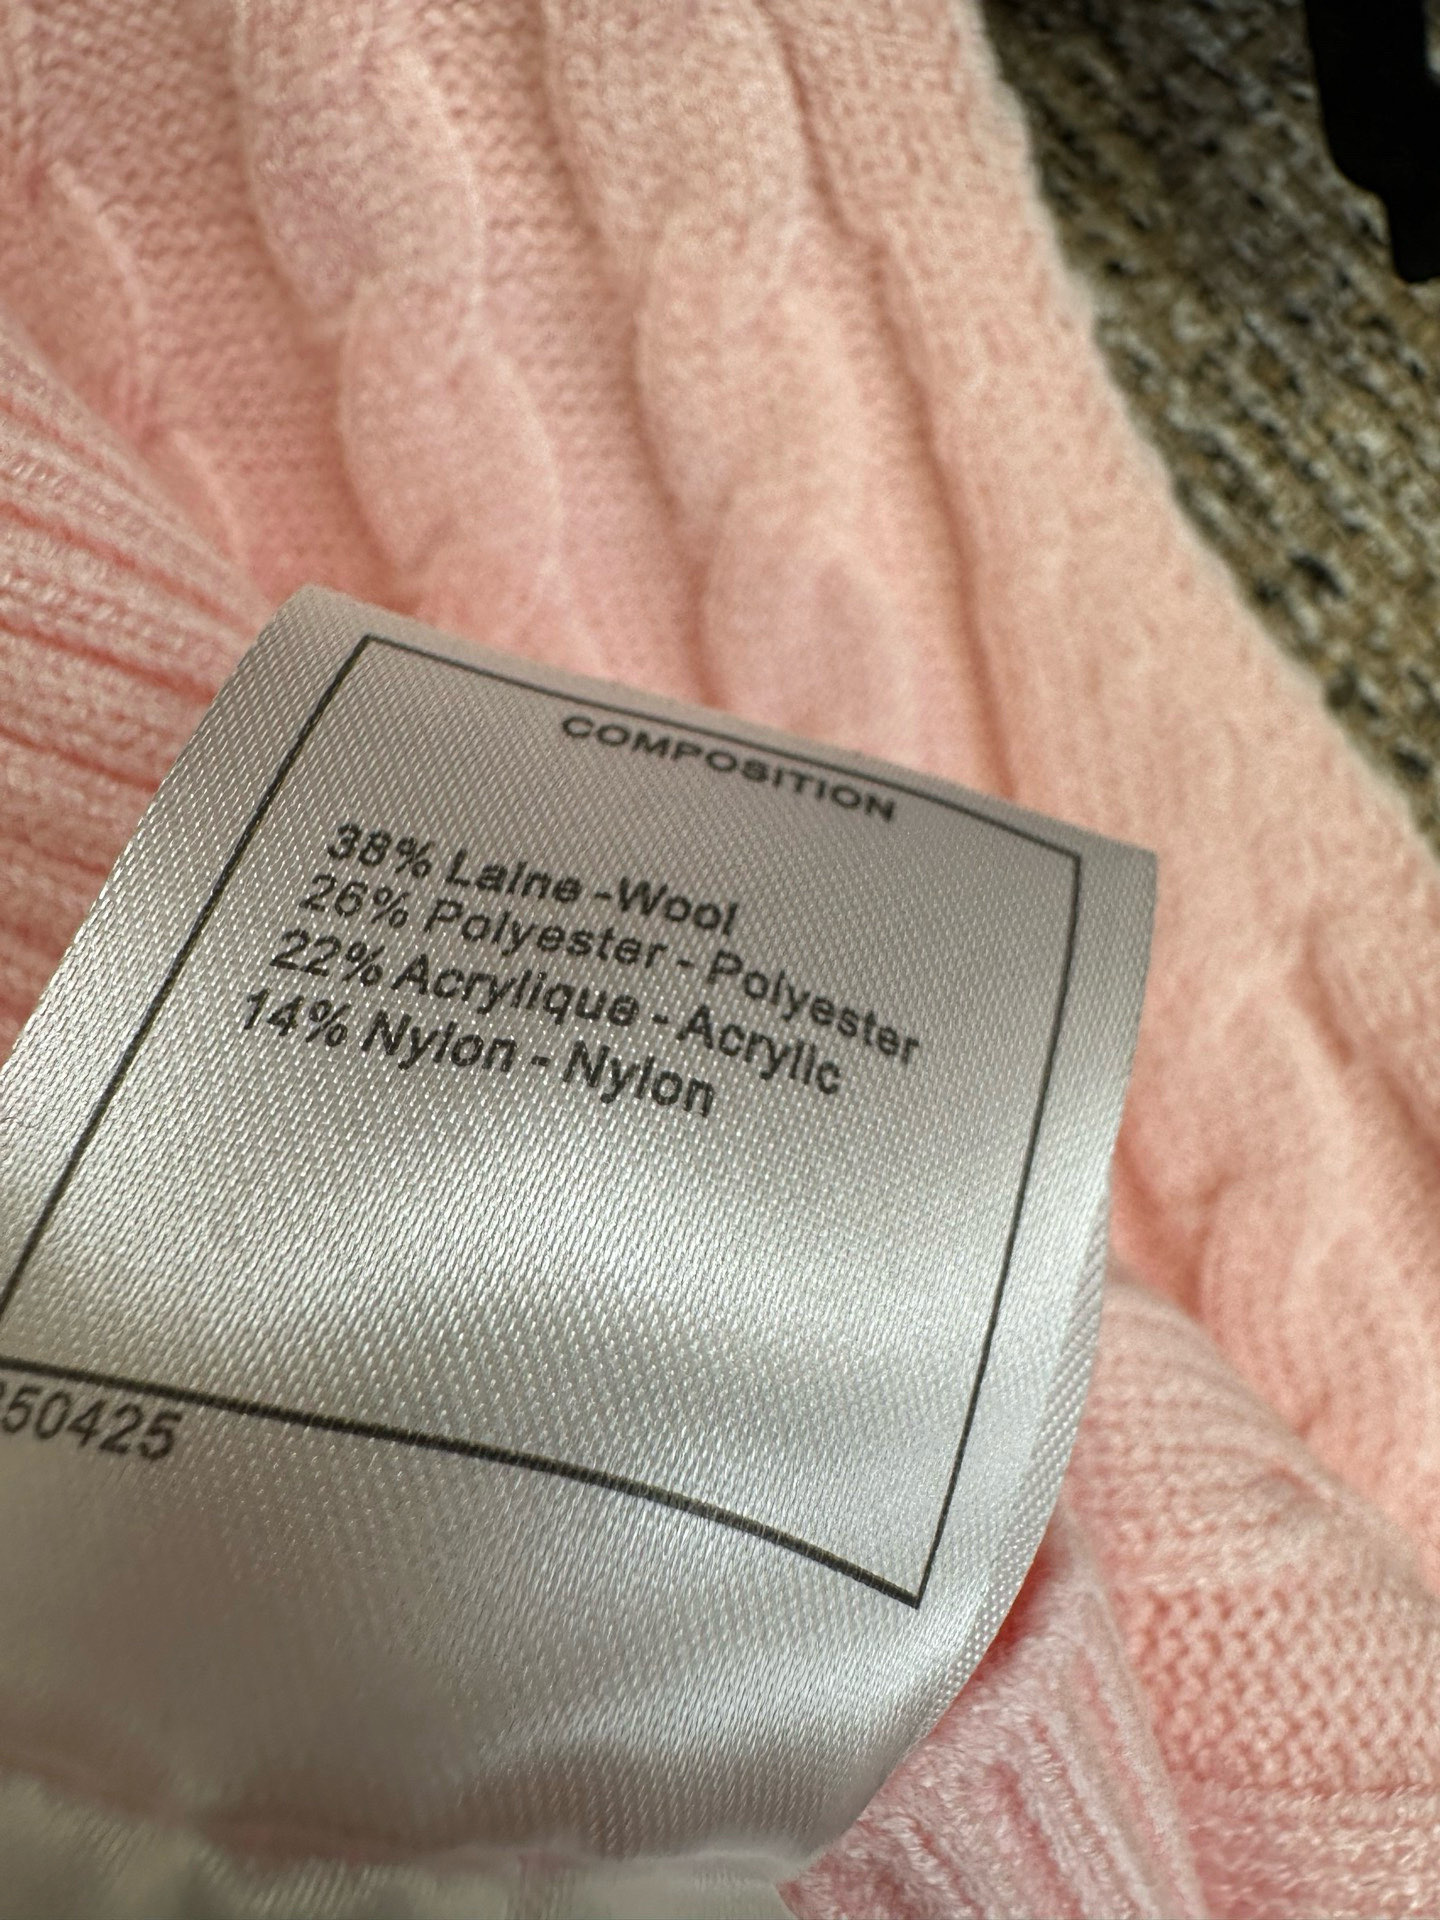 COMPOSITION
38% Laine -Wool
26% Polyester - Polyester
22% Acrylique - Acrylic
14% Nylon - Nylon
50425